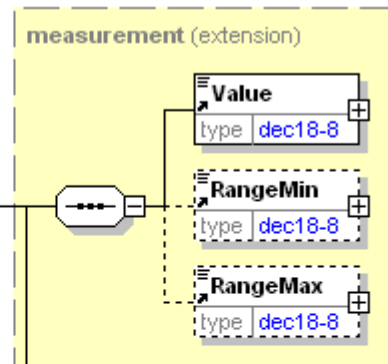 measurement (extension)
Value
type dec18-8
RangeMin
type dec18-8
RangeMax
type dec18-8